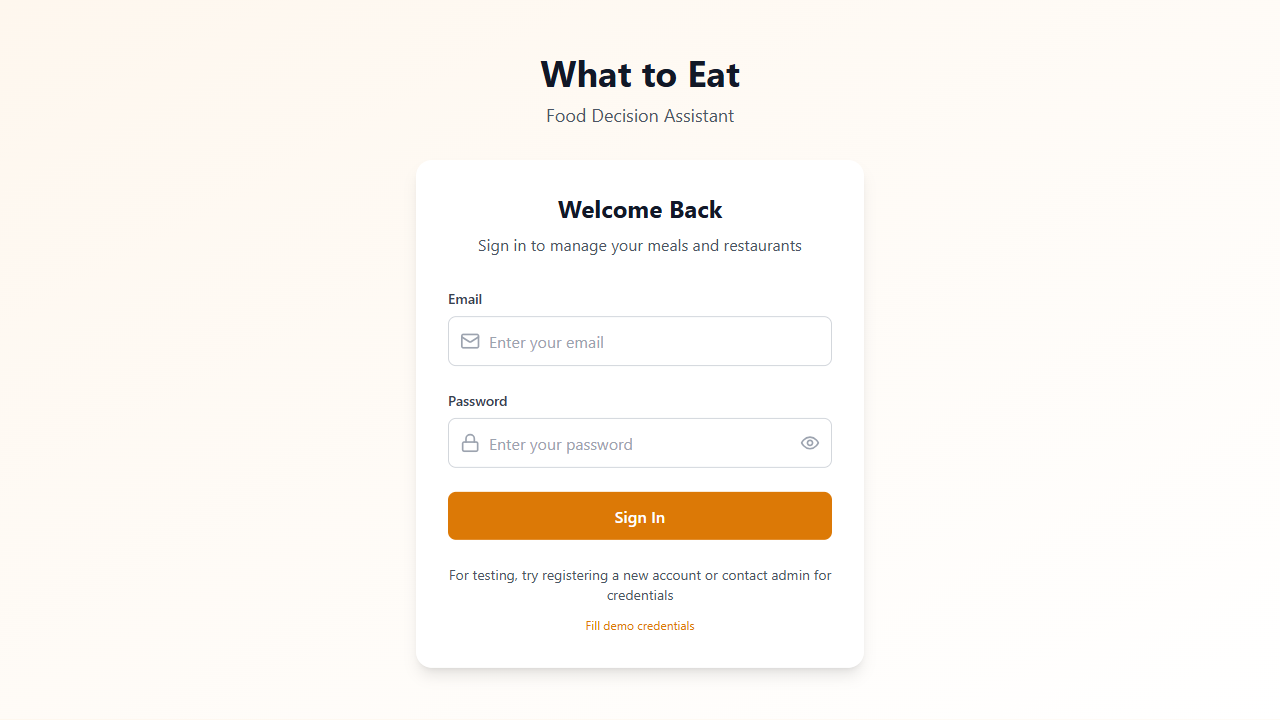 What to Eat
Food Decision Assistant
Welcome Back
Sign in to manage your meals and restaurants
Email
Enter your email
Password
Enter your password
Sign In
For testing, try registering a new account or contact admin for
credentials
Fill demo credentials